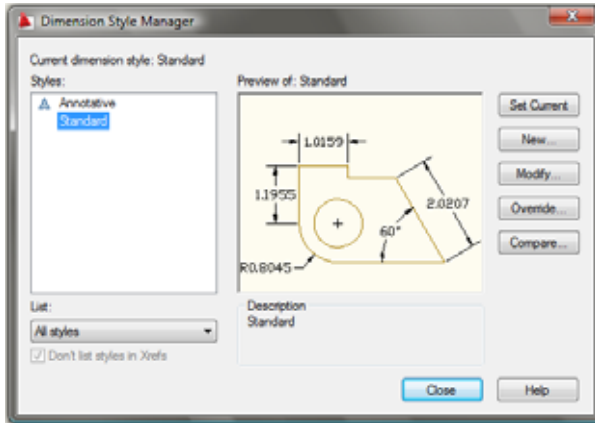 Dimension Style Manager
Current dimension style: Standard
Styles:
Annotative
Standard
Preview of: Standard
1.0159
1.1955
2.0207
60°
R0.8045
Set Current
New...
Modify...
Override...
Compare...
List:
All styles
Don't list styles in Xrefs
Description
Standard
Close
Help